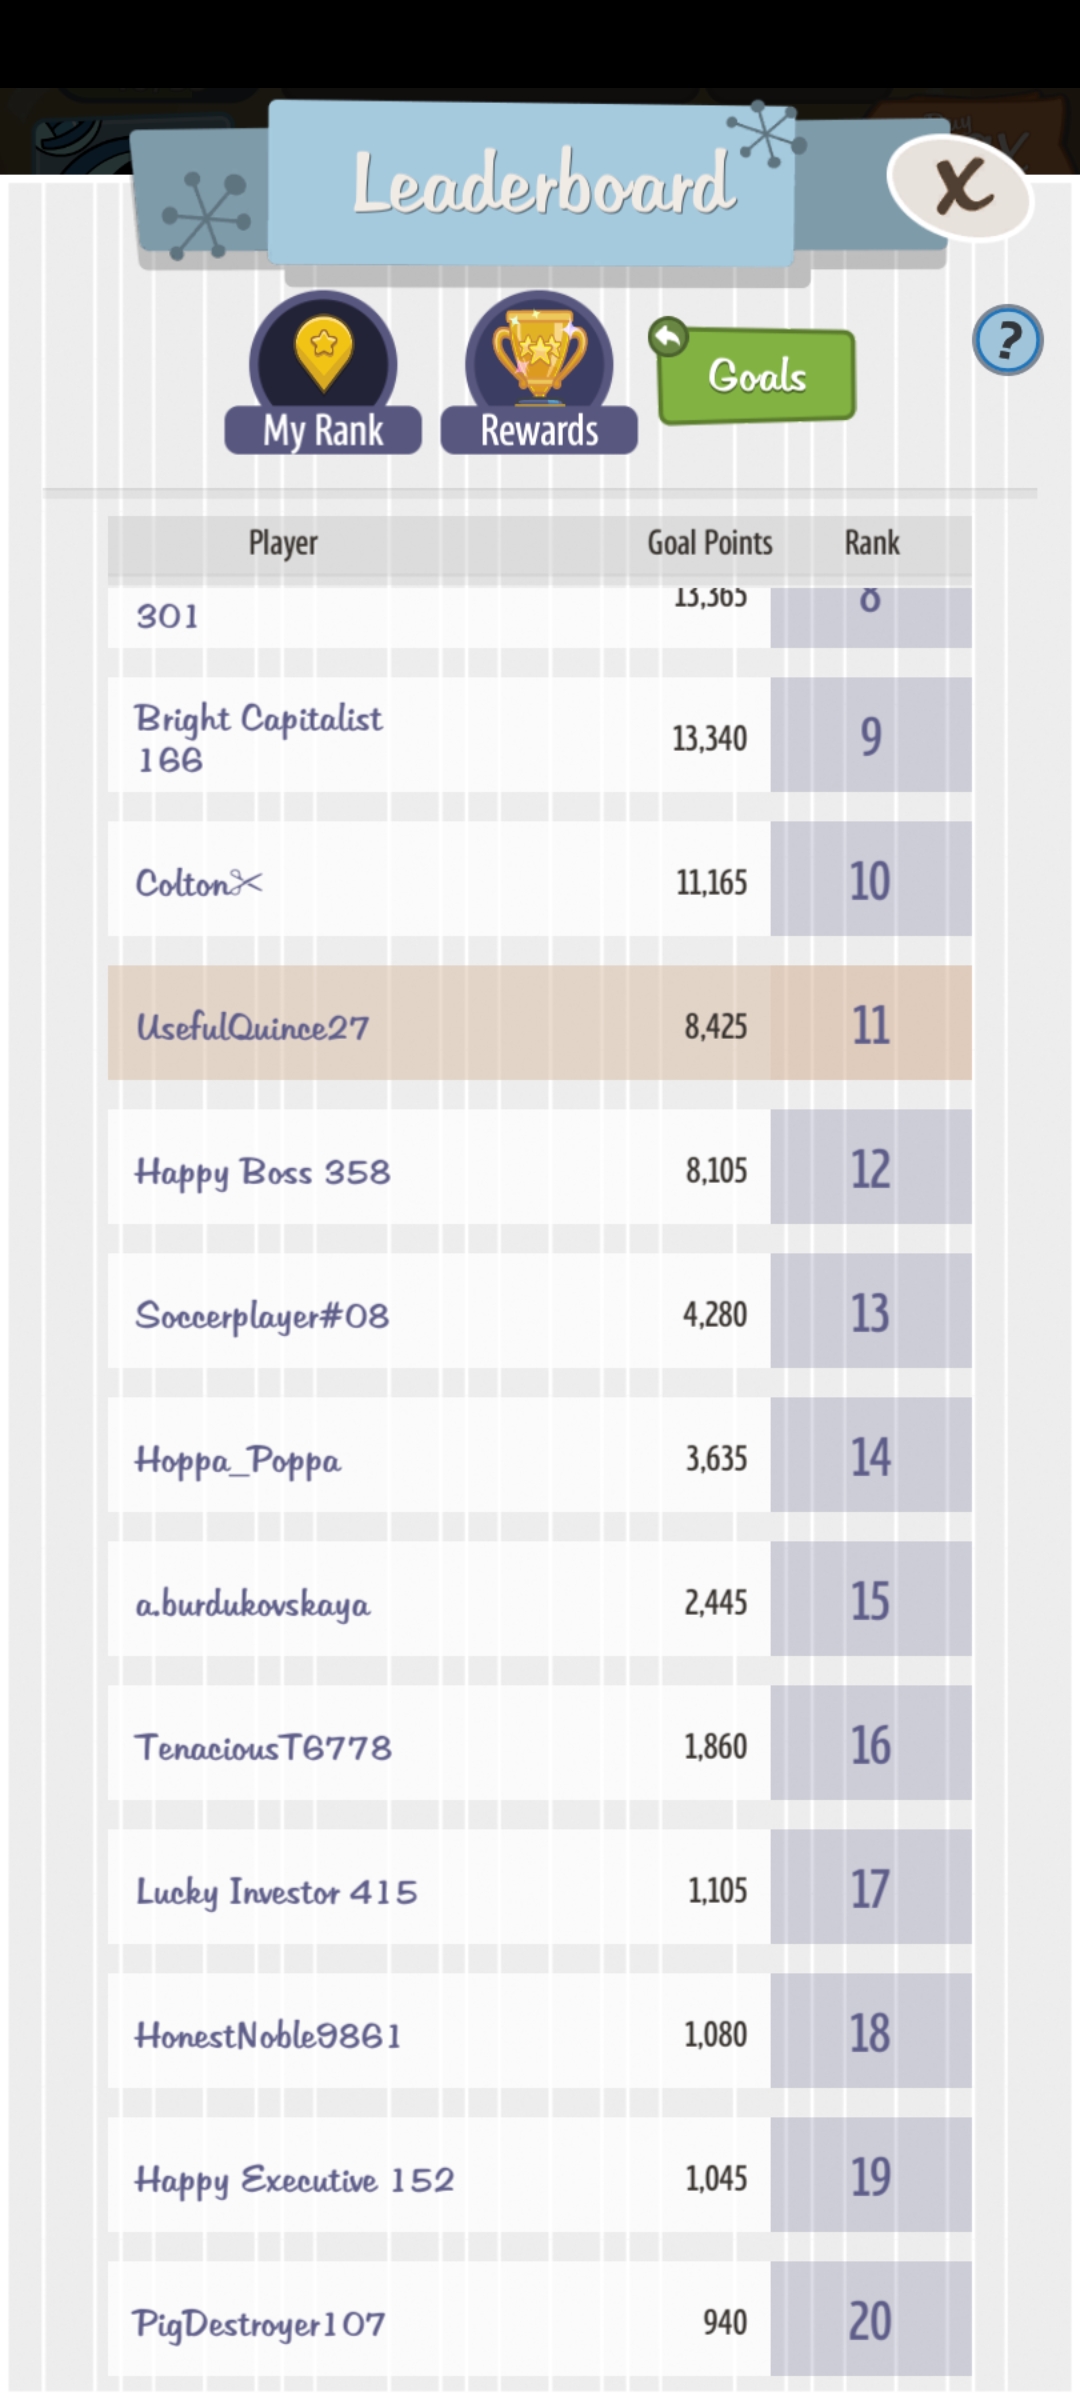 Leaderboard
X
?
My Rank
Rewards
Goals
Player Goal Points Rank
301 13,365 8
Bright Capitalist
166 13,340 9
Colton✂ 11,165 10
UsefulQuince27 8,425 11
Happy Boss 358 8,105 12
Soccerplayer#08 4,280 13
Hoppa_Poppa 3,635 14
a.burdukovskaya 2,445 15
TenaciousT6778 1,860 16
Lucky Investor 415 1,105 17
HonestNoble9861 1,080 18
Happy Executive 152 1,045 19
PigDestroyer107 940 20